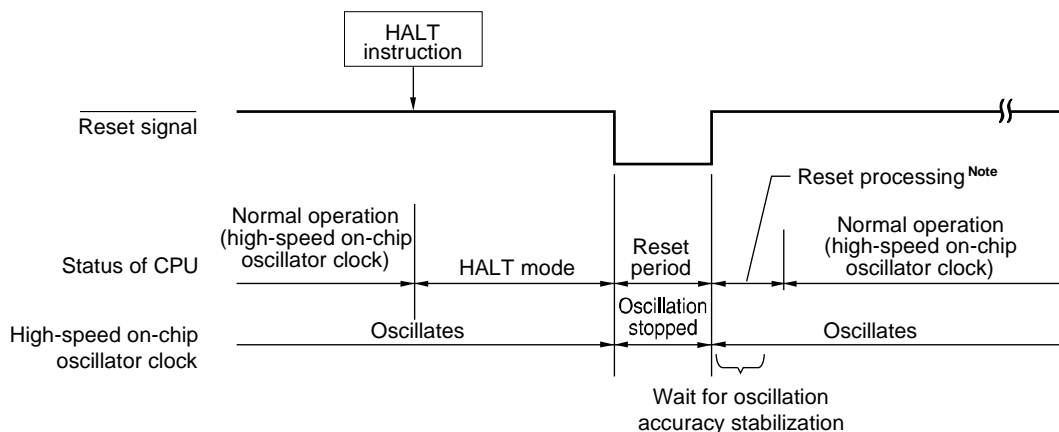 HALT
instruction
Reset signal
Reset processing Note
Status of CPU
Normal operation
(high-speed on-chip
oscillator clock)
HALT mode
Reset
period
Normal operation
(high-speed on-chip
oscillator clock)
High-speed on-chip
oscillator clock
Oscillates
Oscillation
stopped
Oscillates
Wait for oscillation
accuracy stabilization